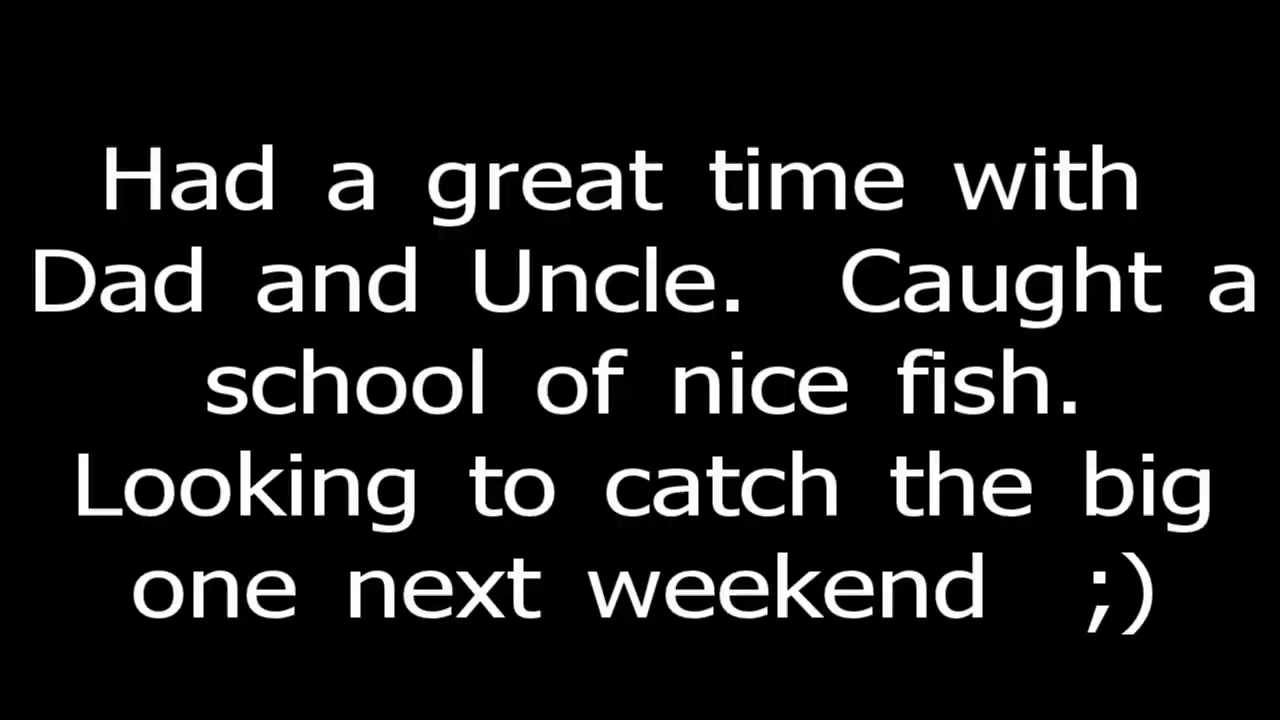 Had a great time with
Dad and Uncle. Caught a
school of nice fish.
Looking to catch the big
one next weekend ;)